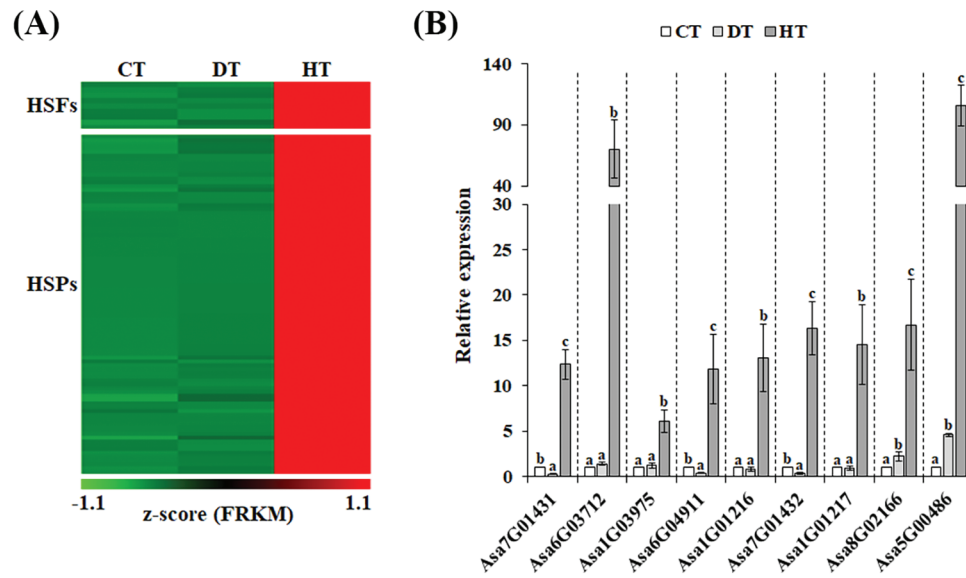 (A)
CT DT HT
HSFs
HSPs
-1.1 1.1
z-score (FRKM)
(B)
CT DT HT
Relative expression
140
90
40
30
25
20
15
10
5
0
b a c
a a b
a a b
b a c
a a b
b a c
a a b
a b c
a b c
Asa7G01431
Asa6G03712
Asa1G03975
Asa6G04911
Asa1G01216
Asa7G01432
Asa1G01217
Asa8G02166
Asa5G00486